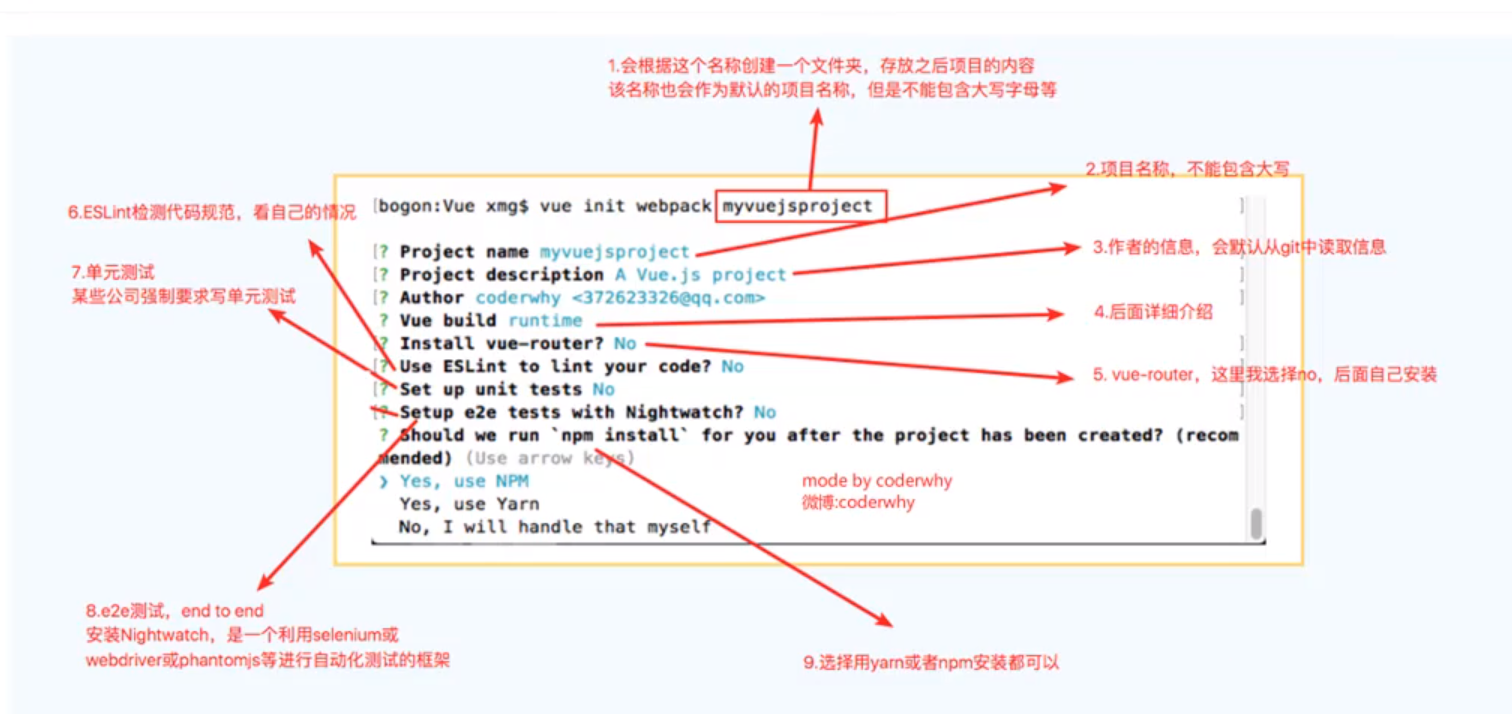 1.会根据这个名称创建一个文件夹，存放之后项目的内容
该名称也会作为默认的项目名称，但是不能包含大写字母等
2.项目名称，不能包含大写
6.ESLint检测代码规范，看自己的情况
[bogon:Vue xmg$ vue init webpack myvuejsproject ]
3.作者的信息，会默认从git中读取信息
7.单元测试
某些公司强制要求写单元测试
[? Project name myvuejsproject ]
[? Project description A Vue.js project ]
[? Author coderwhy <372623326@qq.com> ]
? Vue build runtime
4.后面详细介绍
[? Install vue-router? No ]
[? Use ESLint to lint your code? No ]
5. vue-router，这里我选择no，后面自己安装
[? Set up unit tests No ]
[? Setup e2e tests with Nightwatch? No ]
? Should we run `npm install` for you after the project has been created? (recom
mended) (Use arrow keys)
❯ Yes, use NPM
Yes, use Yarn
No, I will handle that myself
mode by coderwhy
微博:coderwhy
8.e2e测试，end to end
安装Nightwatch，是一个利用selenium或
webdriver或phantomjs等进行自动化测试的框架
9.选择用yarn或者npm安装都可以